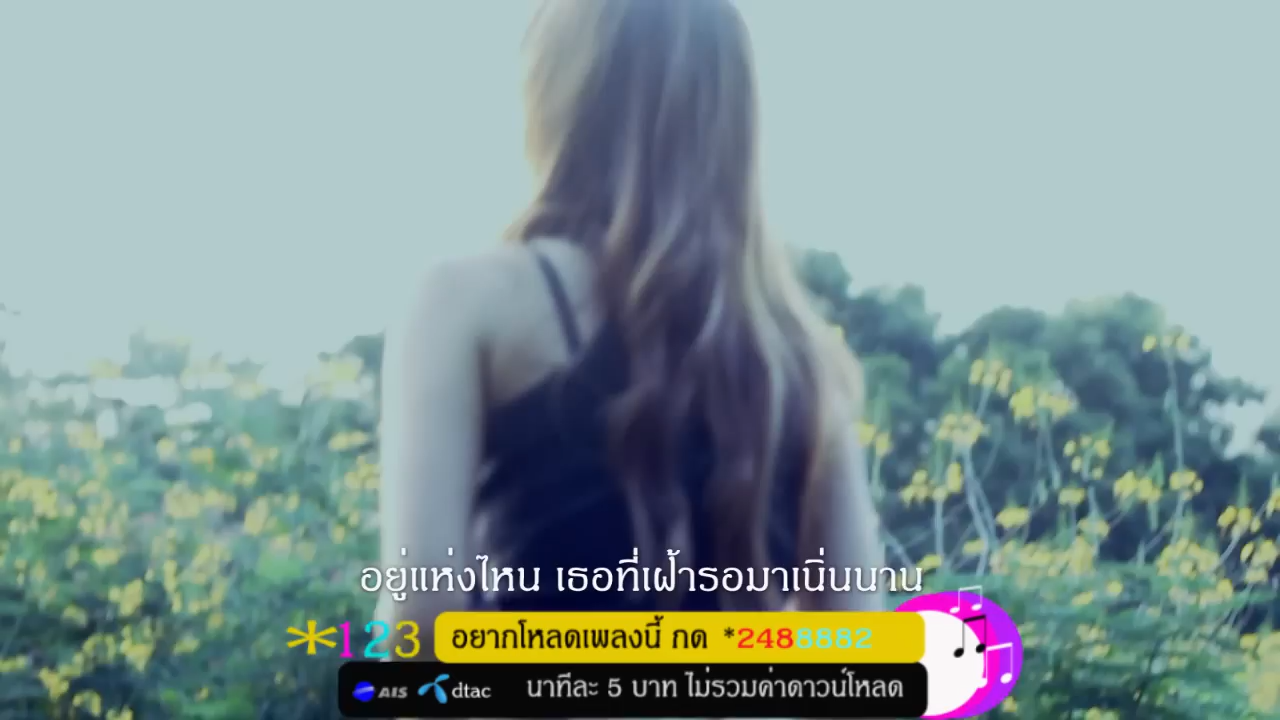 อยู่แห่งไหน เธอที่เฝ้ารอมาเนิ่นนาน
*123 อยากโหลดเพลงนี้ กด *2488882
AIS dtac นาทีละ 5 บาท ไม่รวมค่าดาวน์โหลด